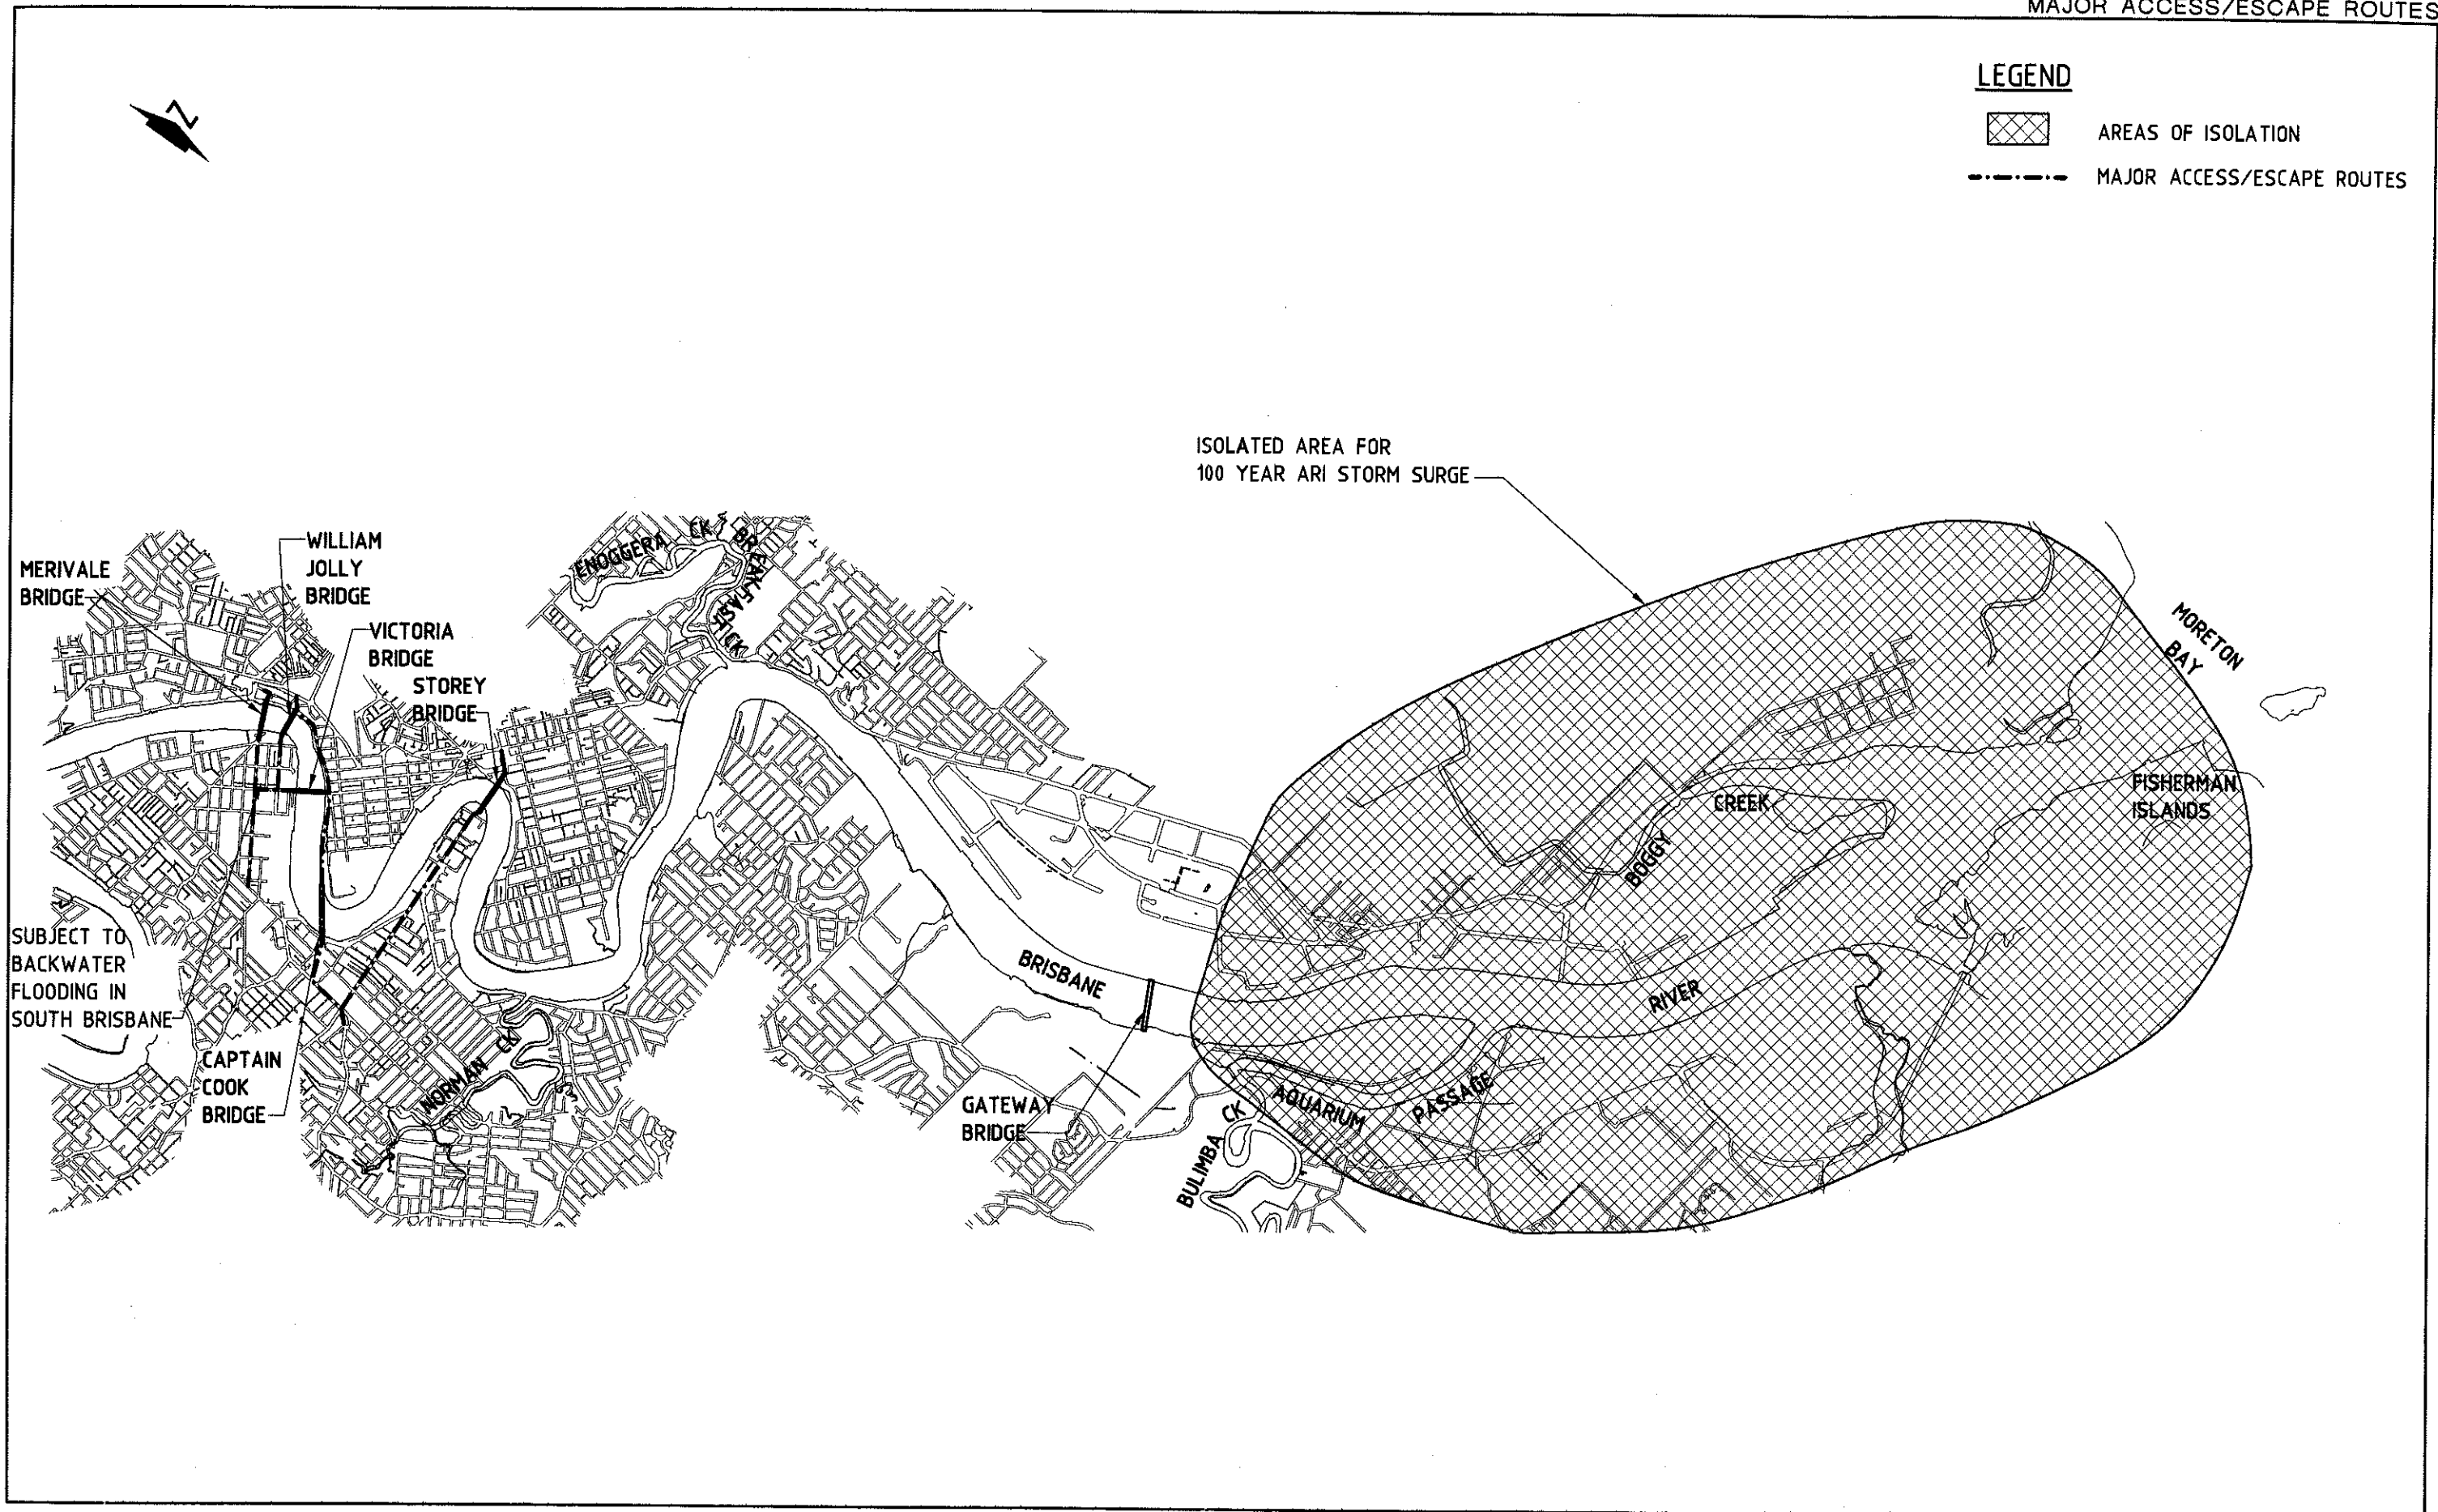 MAJOR ACCESS/ESCAPE ROUTES
LEGEND
AREAS OF ISOLATION
MAJOR ACCESS/ESCAPE ROUTES
N
ISOLATED AREA FOR
100 YEAR ARI STORM SURGE
MERIVALE
BRIDGE
WILLIAM
JOLLY
BRIDGE
VICTORIA
BRIDGE
STOREY
BRIDGE
ENOGGERA CK
BREAKFAST CK
MORETON
BAY
FISHERMAN
ISLANDS
BOGGY CREEK
BRISBANE RIVER
SUBJECT TO
BACKWATER
FLOODING IN
SOUTH BRISBANE
CAPTAIN
COOK
BRIDGE
NORMAN CK
GATEWAY
BRIDGE
BULIMBA CK
AQUARIUM PASSAGE